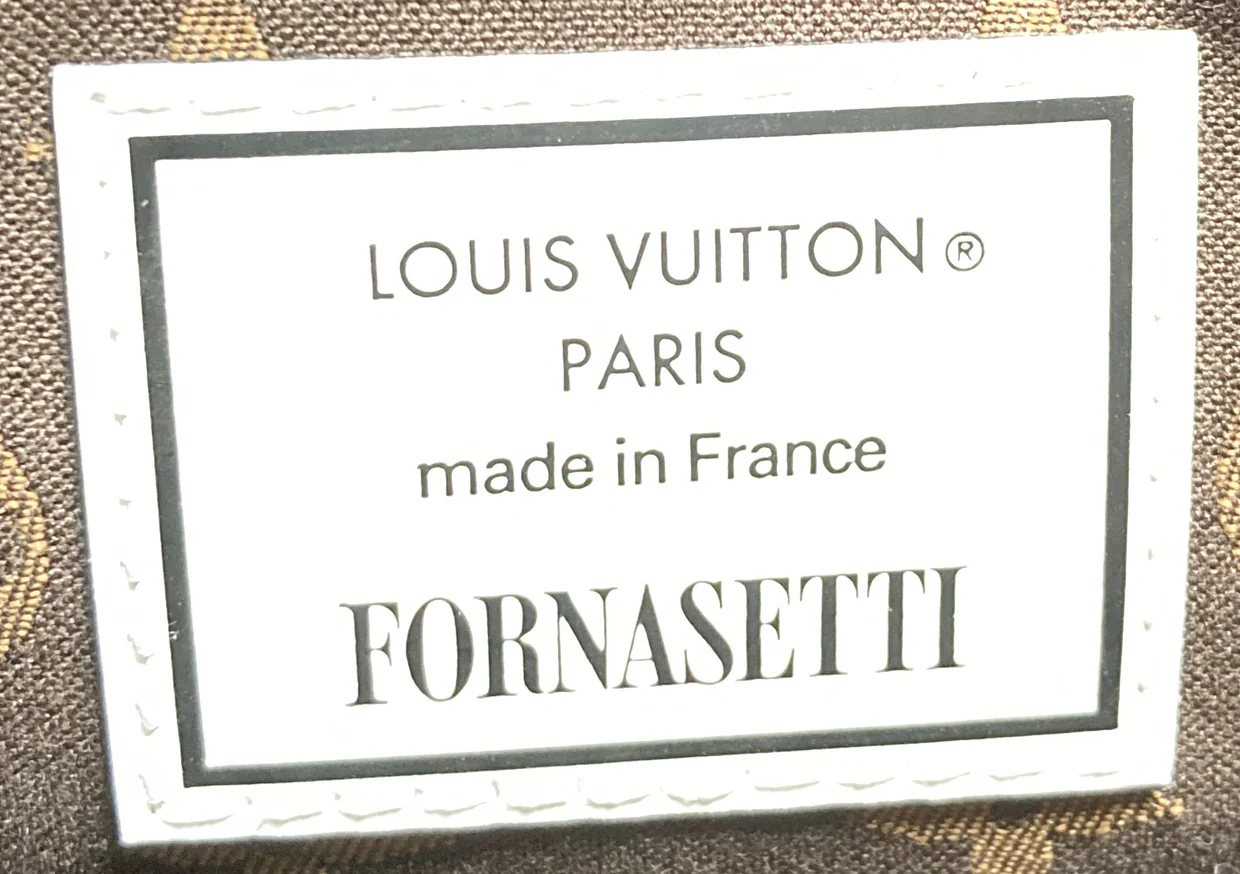 LOUIS VUITTON®
PARIS
made in France
FORNASETTI